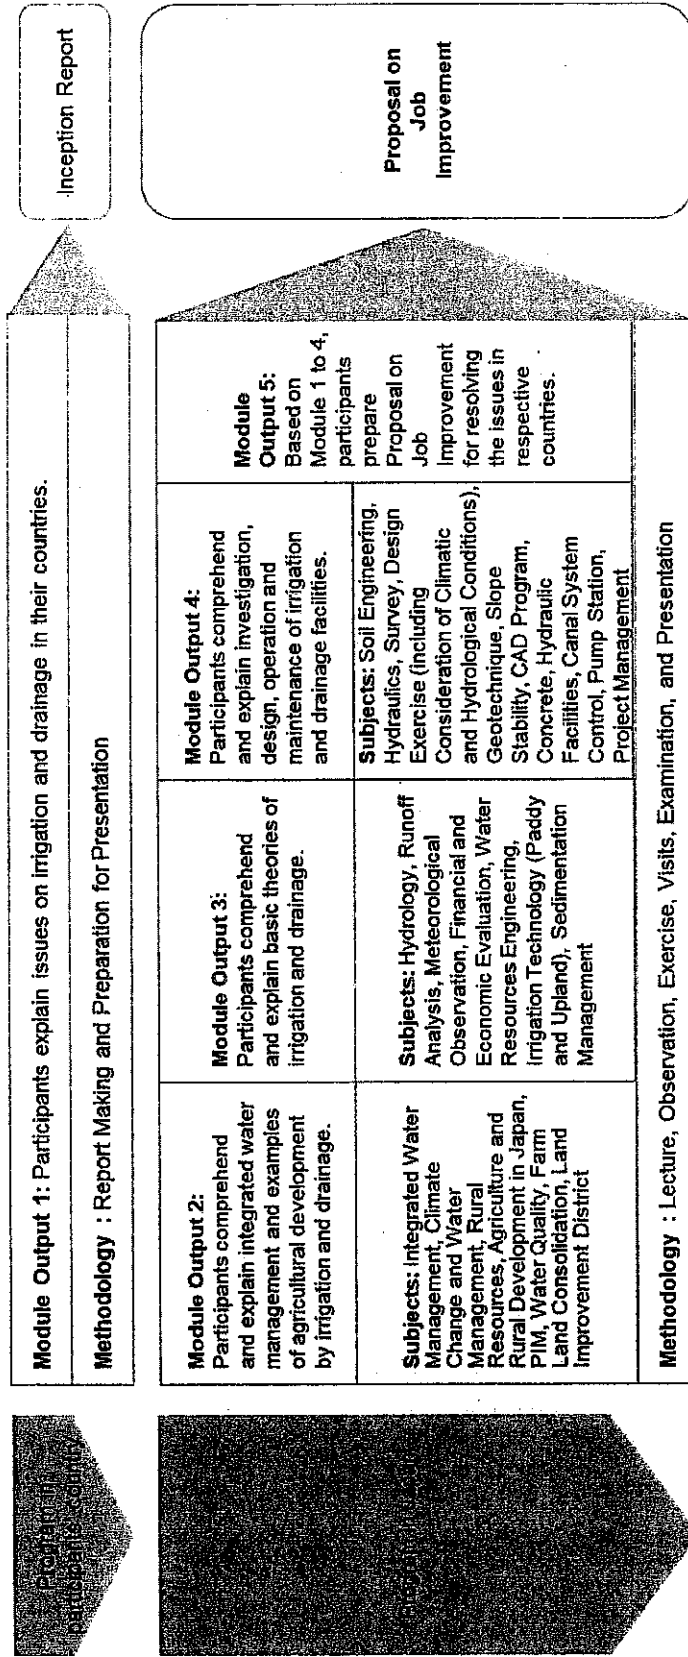 Program in
participants' country
Module Output 1: Participants explain issues on irrigation and drainage in their countries.
Methodology : Report Making and Preparation for Presentation
Inception Report
Module Output 2:
Participants comprehend
and explain integrated water
management and examples
of agricultural development
by irrigation and drainage.
Subjects: Integrated Water
Management, Climate
Change and Water
Management, Rural
Resources, Agriculture and
Rural Development in Japan,
PIM, Water Quality, Farm
Land Consolidation, Land
Improvement District
Module Output 3:
Participants comprehend
and explain basic theories of
irrigation and drainage.
Subjects: Hydrology, Runoff
Analysis, Meteorological
Observation, Financial and
Economic Evaluation, Water
Resources Engineering,
Irrigation Technology (Paddy
and Upland), Sedimentation
Management
Module Output 4:
Participants comprehend
and explain investigation,
design, operation and
maintenance of irrigation
and drainage facilities.
Subjects: Soil Engineering,
Hydraulics, Survey, Design
Exercise (including
Consideration of Climatic
and Hydrological Conditions),
Geotechnique, Slope
Stability, CAD Program,
Concrete, Hydraulic
Facilities, Canal System
Control, Pump Station,
Project Management
Module
Output 5:
Based on
Module 1 to 4,
participants
prepare
Proposal on
Job
Improvement
for resolving
the issues in
respective
countries.
Methodology : Lecture, Observation, Exercise, Visits, Examination, and Presentation
Proposal on
Job
Improvement